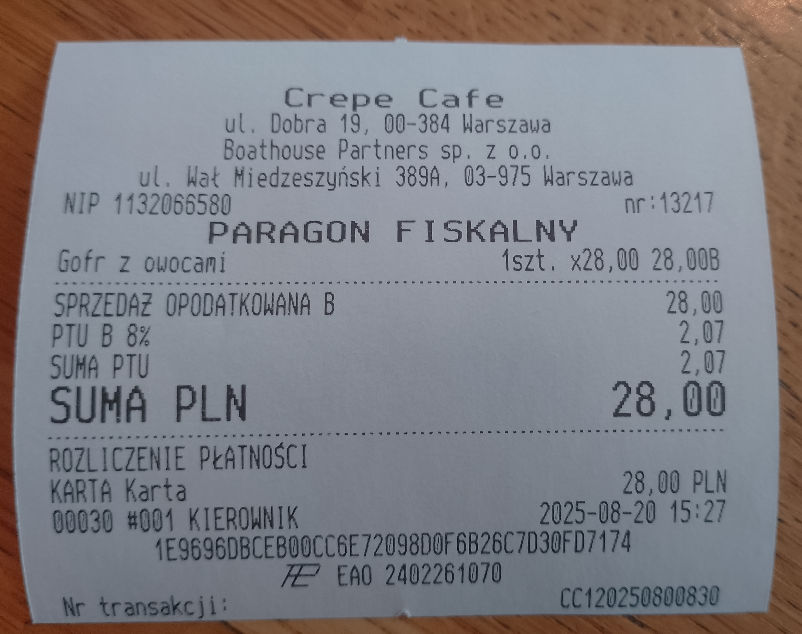 Crepe Cafe
ul. Dobra 19, 00-384 Warszawa
Boathouse Partners sp. z o.o.
ul. Wał Miedzeszyński 389A, 03-975 Warszawa
NIP 1132066580 nr:13217
PARAGON FISKALNY
Gofr z owocami 1szt. x28,00 28,00B
SPRZEDAŻ OPODATKOWANA B 28,00
PTU B 8% 2,07
SUMA PTU 2,07
SUMA PLN 28,00
ROZLICZENIE PŁATNOŚCI
KARTA Karta 28,00 PLN
00030 #001 KIEROWNIK 2025-08-20 15:27
1E9696DBCEB00CC6E72098D0F6B26C7D30FD7174
EAO 2402261070
Nr transakcji: CC120250800830